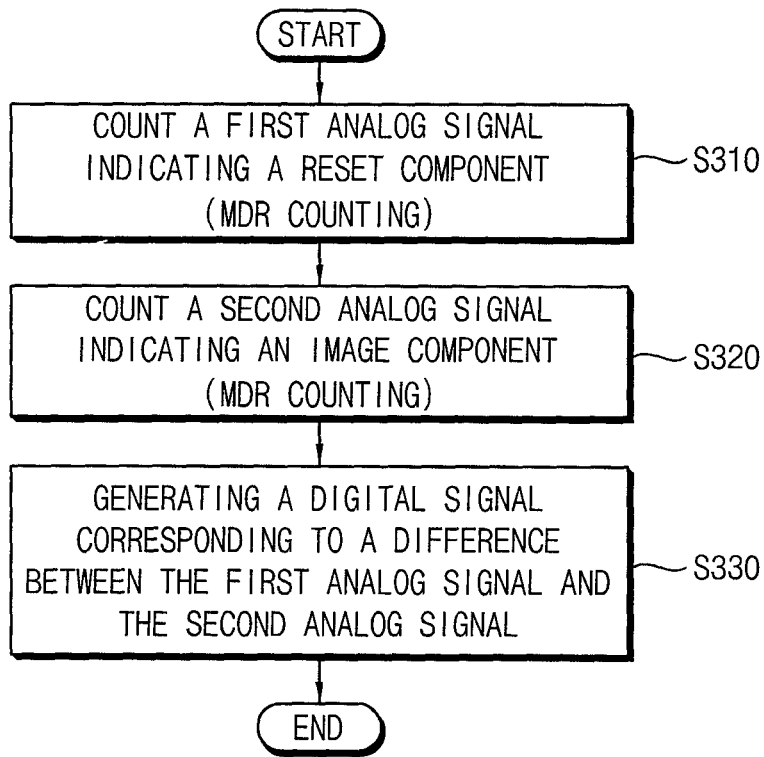 START
COUNT A FIRST ANALOG SIGNAL
INDICATING A RESET COMPONENT
(MDR COUNTING)
S310
COUNT A SECOND ANALOG SIGNAL
INDICATING AN IMAGE COMPONENT
(MDR COUNTING)
S320
GENERATING A DIGITAL SIGNAL
CORRESPONDING TO A DIFFERENCE
BETWEEN THE FIRST ANALOG SIGNAL AND
THE SECOND ANALOG SIGNAL
S330
END